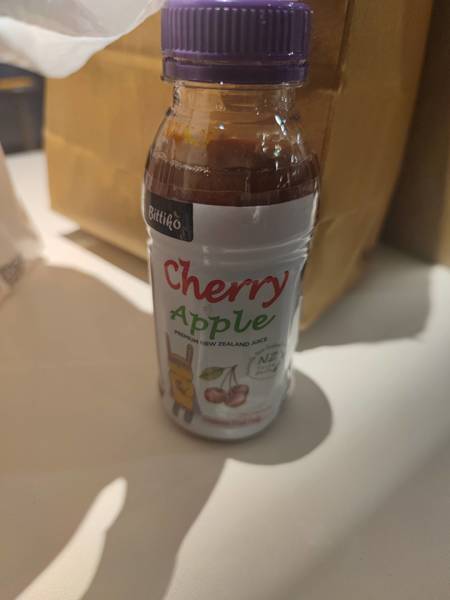 Bittiko
Cherry
Apple
PREMIUM NEW ZEALAND JUICE
NZ